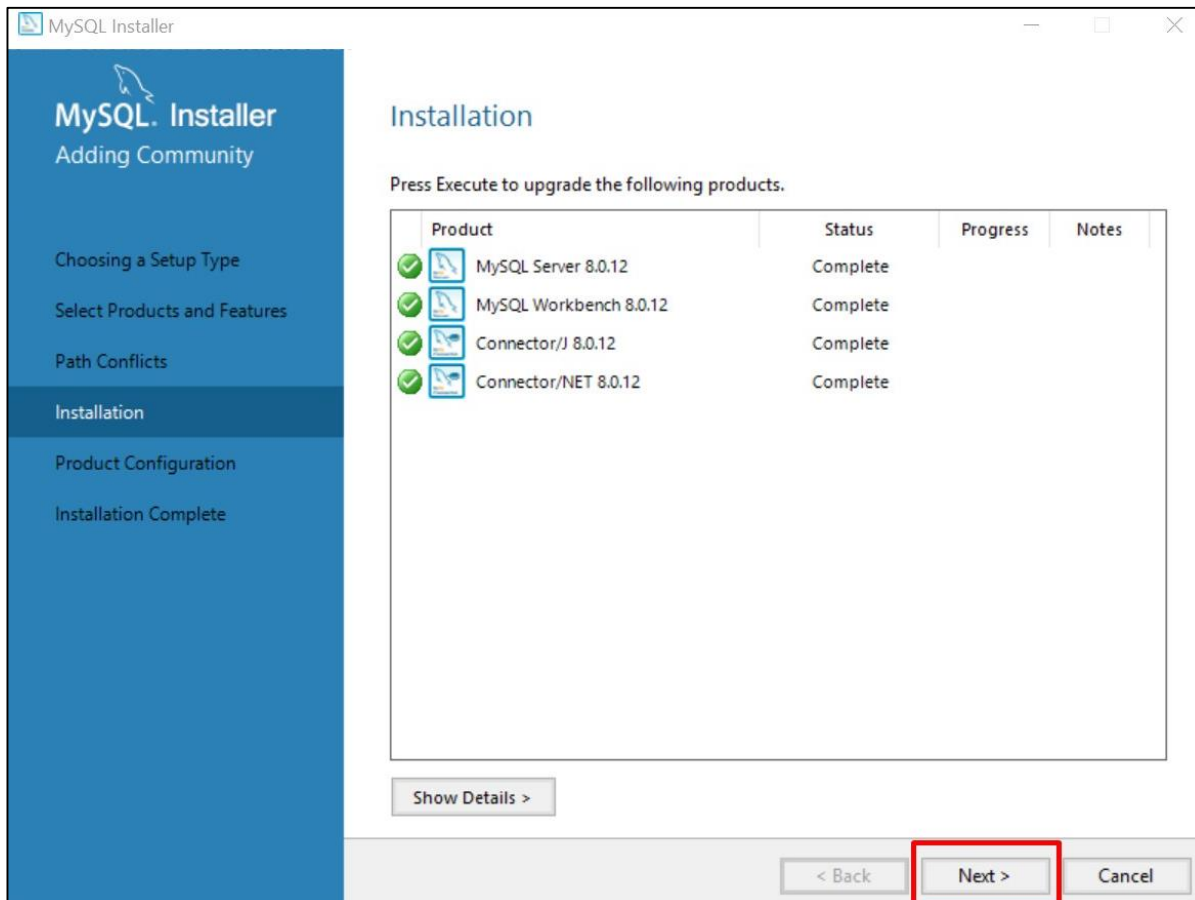 MySQL Installer
MySQL. Installer
Adding Community
Choosing a Setup Type
Select Products and Features
Path Conflicts
Installation
Product Configuration
Installation Complete
Installation
Press Execute to upgrade the following products.
Product Status Progress Notes
MySQL Server 8.0.12 Complete
MySQL Workbench 8.0.12 Complete
Connector/J 8.0.12 Complete
Connector/NET 8.0.12 Complete
Show Details >
< Back Next > Cancel